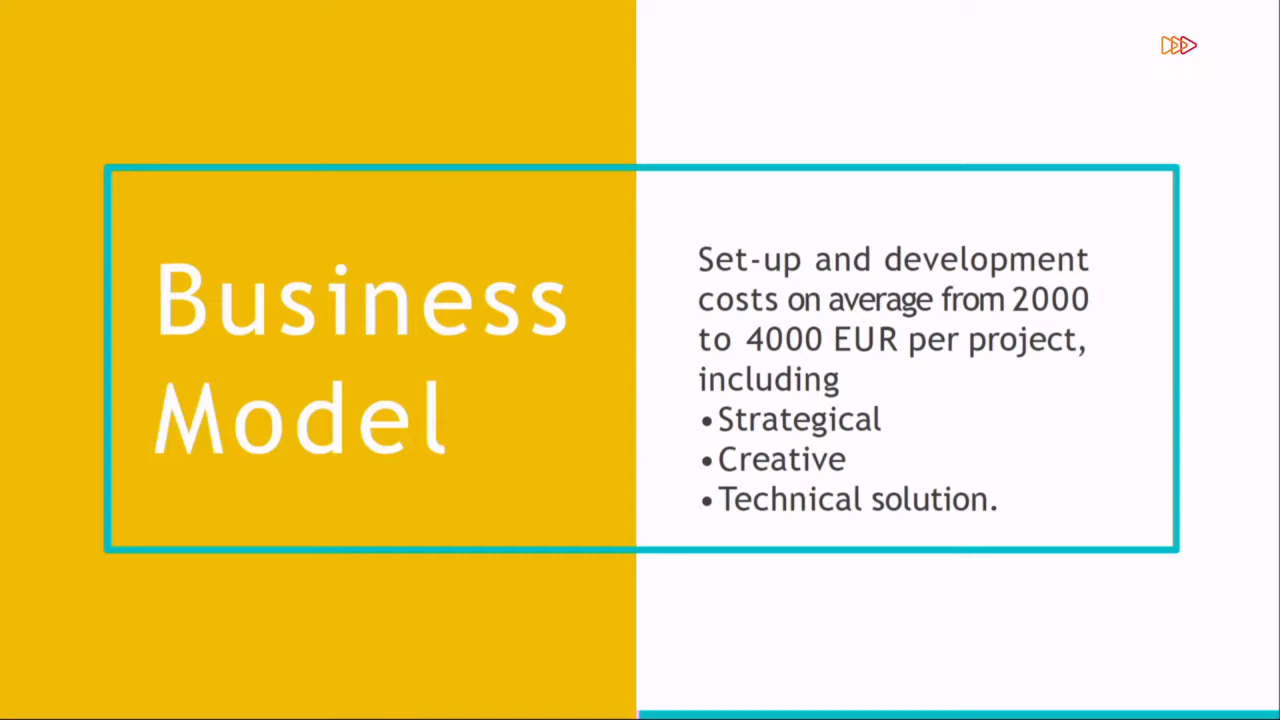 Business
Model
Set-up and development
costs on average from 2000
to 4000 EUR per project,
including
•Strategical
•Creative
•Technical solution.